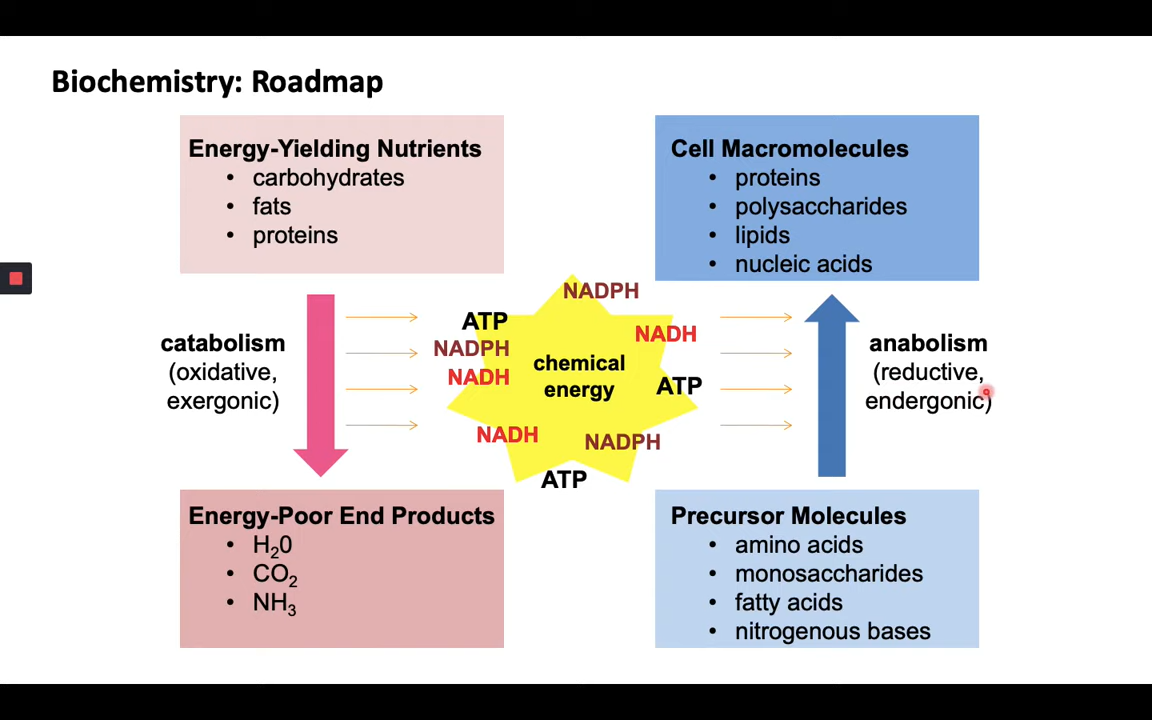 Biochemistry: Roadmap
Energy-Yielding Nutrients
• carbohydrates
• fats
• proteins
Cell Macromolecules
• proteins
• polysaccharides
• lipids
• nucleic acids
catabolism
(oxidative,
exergonic)
ATP
NADPH
NADH
NADPH
NADH
chemical
energy
ATP
NADH
NADPH
ATP
anabolism
(reductive,
endergonic)
Energy-Poor End Products
• H₂0
• CO₂
• NH₃
Precursor Molecules
• amino acids
• monosaccharides
• fatty acids
• nitrogenous bases